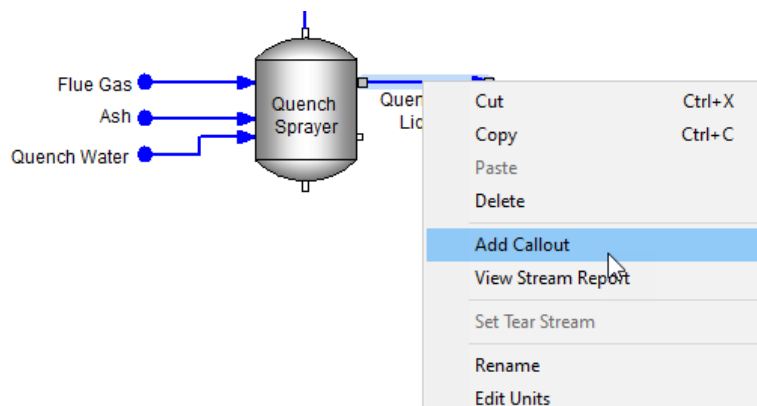 Flue Gas
Ash
Quench Water
Quench
Sprayer
Cut Ctrl+X
Copy Ctrl+C
Paste
Delete
Add Callout
View Stream Report
Set Tear Stream
Rename
Edit Units